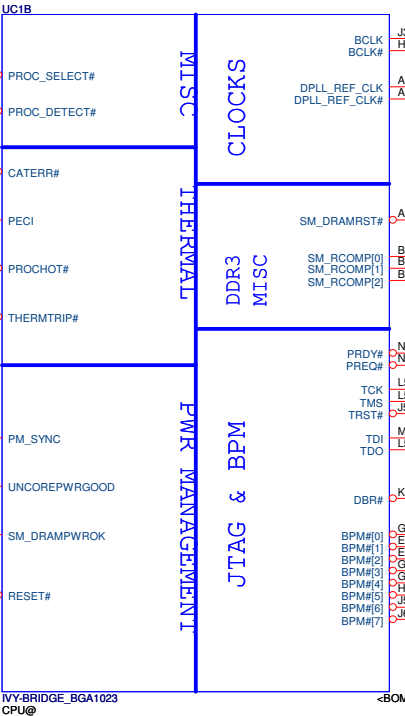 UC1B
PROC_SELECT#
PROC_DETECT#
MISC
CATERR#
PECI
PROCHOT#
THERMTRIP#
THERMAL
PM_SYNC
UNCOREPWRGOOD
SM_DRAMPWROK
RESET#
PWR MANAGEMENT
CLOCKS
BCLK
BCLK#
DPLL_REF_CLK
DPLL_REF_CLK#
A
A
DDR3
MISC
SM_DRAMRST#
A
SM_RCOMP[0]
SM_RCOMP[1]
SM_RCOMP[2]
B
B
B
JTAG & BPM
PRDY#
PREQ#
TCK
TMS
TRST#
TDI
TDO
DBR#
BPM#[0]
BPM#[1]
BPM#[2]
BPM#[3]
BPM#[4]
BPM#[5]
BPM#[6]
BPM#[7]
IVY-BRIDGE_BGA1023
CPU@
<BOM